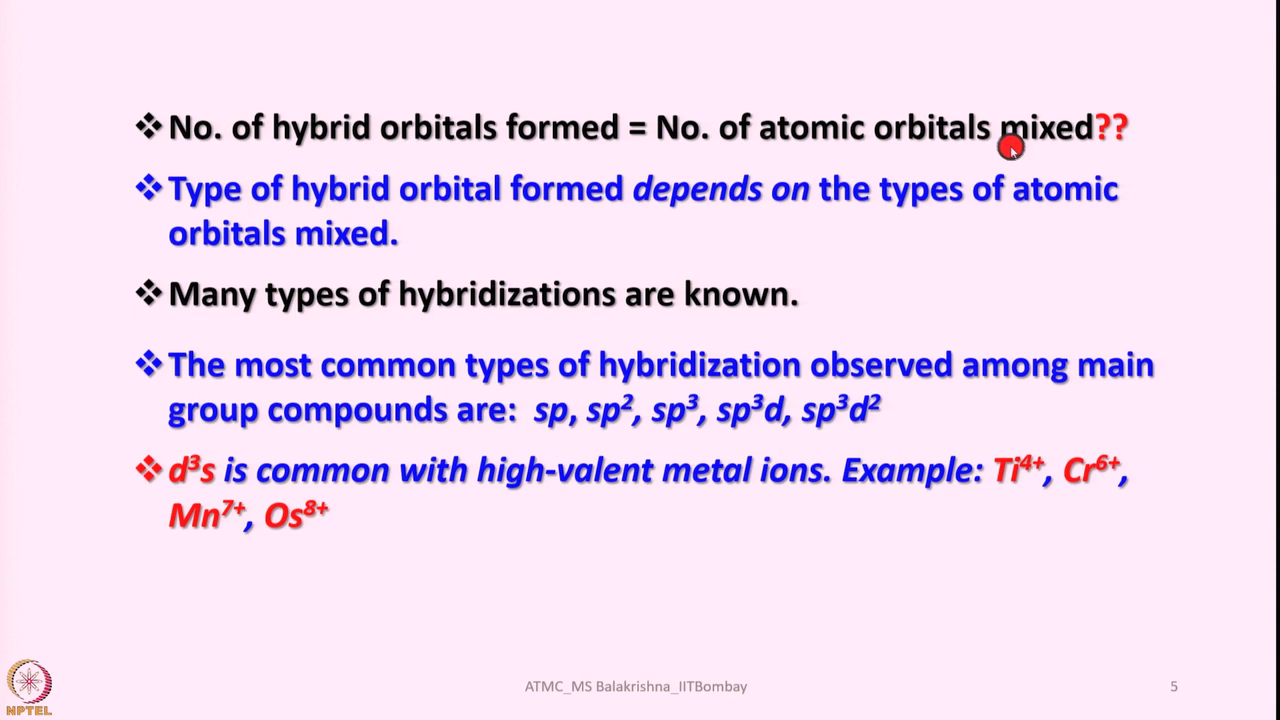 ❖No. of hybrid orbitals formed = No. of atomic orbitals mixed??
❖Type of hybrid orbital formed depends on the types of atomic
orbitals mixed.
❖Many types of hybridizations are known.
❖The most common types of hybridization observed among main
group compounds are: sp, sp², sp³, sp³d, sp³d²
❖d³s is common with high-valent metal ions. Example: Ti⁴⁺, Cr⁶⁺,
Mn⁷⁺, Os⁸⁺
NPTEL
ATMC_MS Balakrishna_IITBombay
5